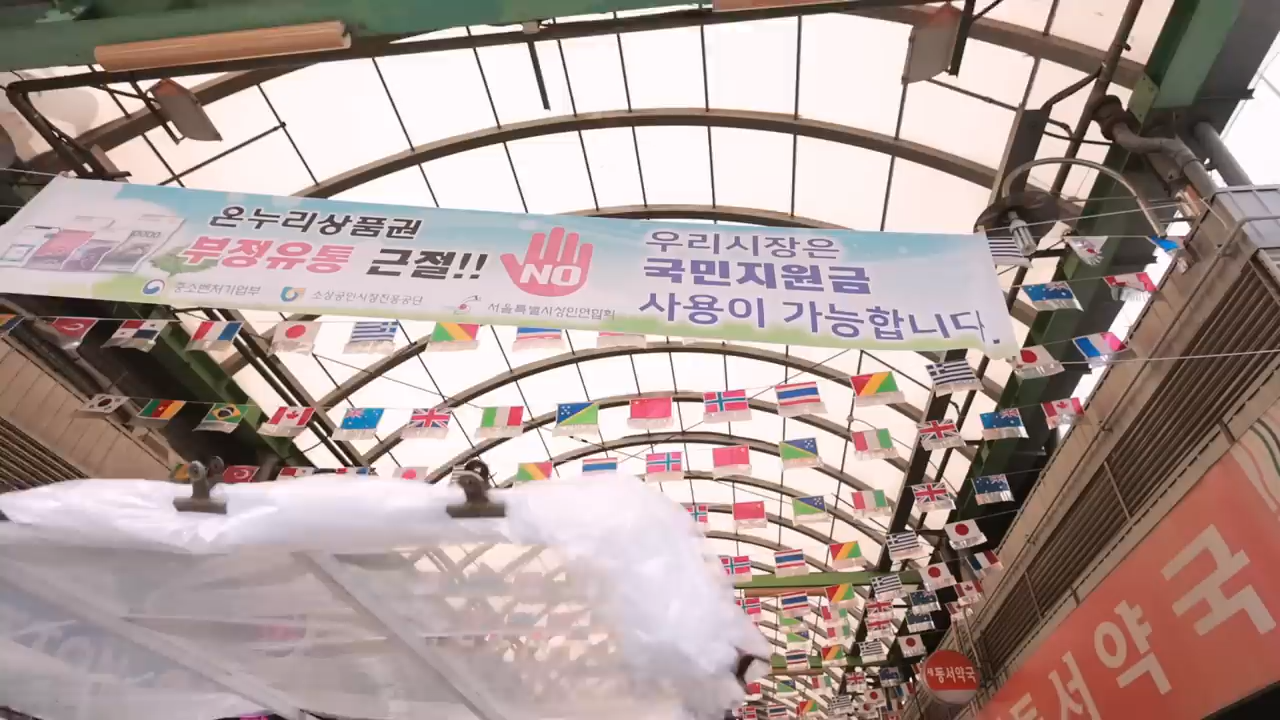 온누리상품권
부정유통 근절!!
중소벤처기업부
소상공인시장진흥공단
서울특별시상인연합회
NO
우리시장은
국민지원금
사용이 가능합니다.
새동서약국
동서약국